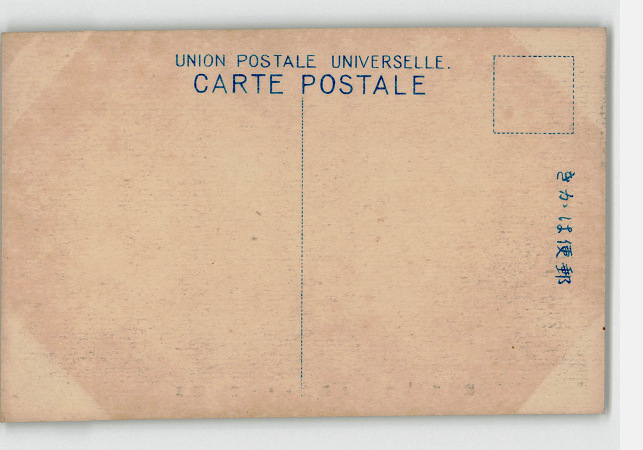 UNION POSTALE UNIVERSELLE.
CARTE POSTALE
きかは便郵